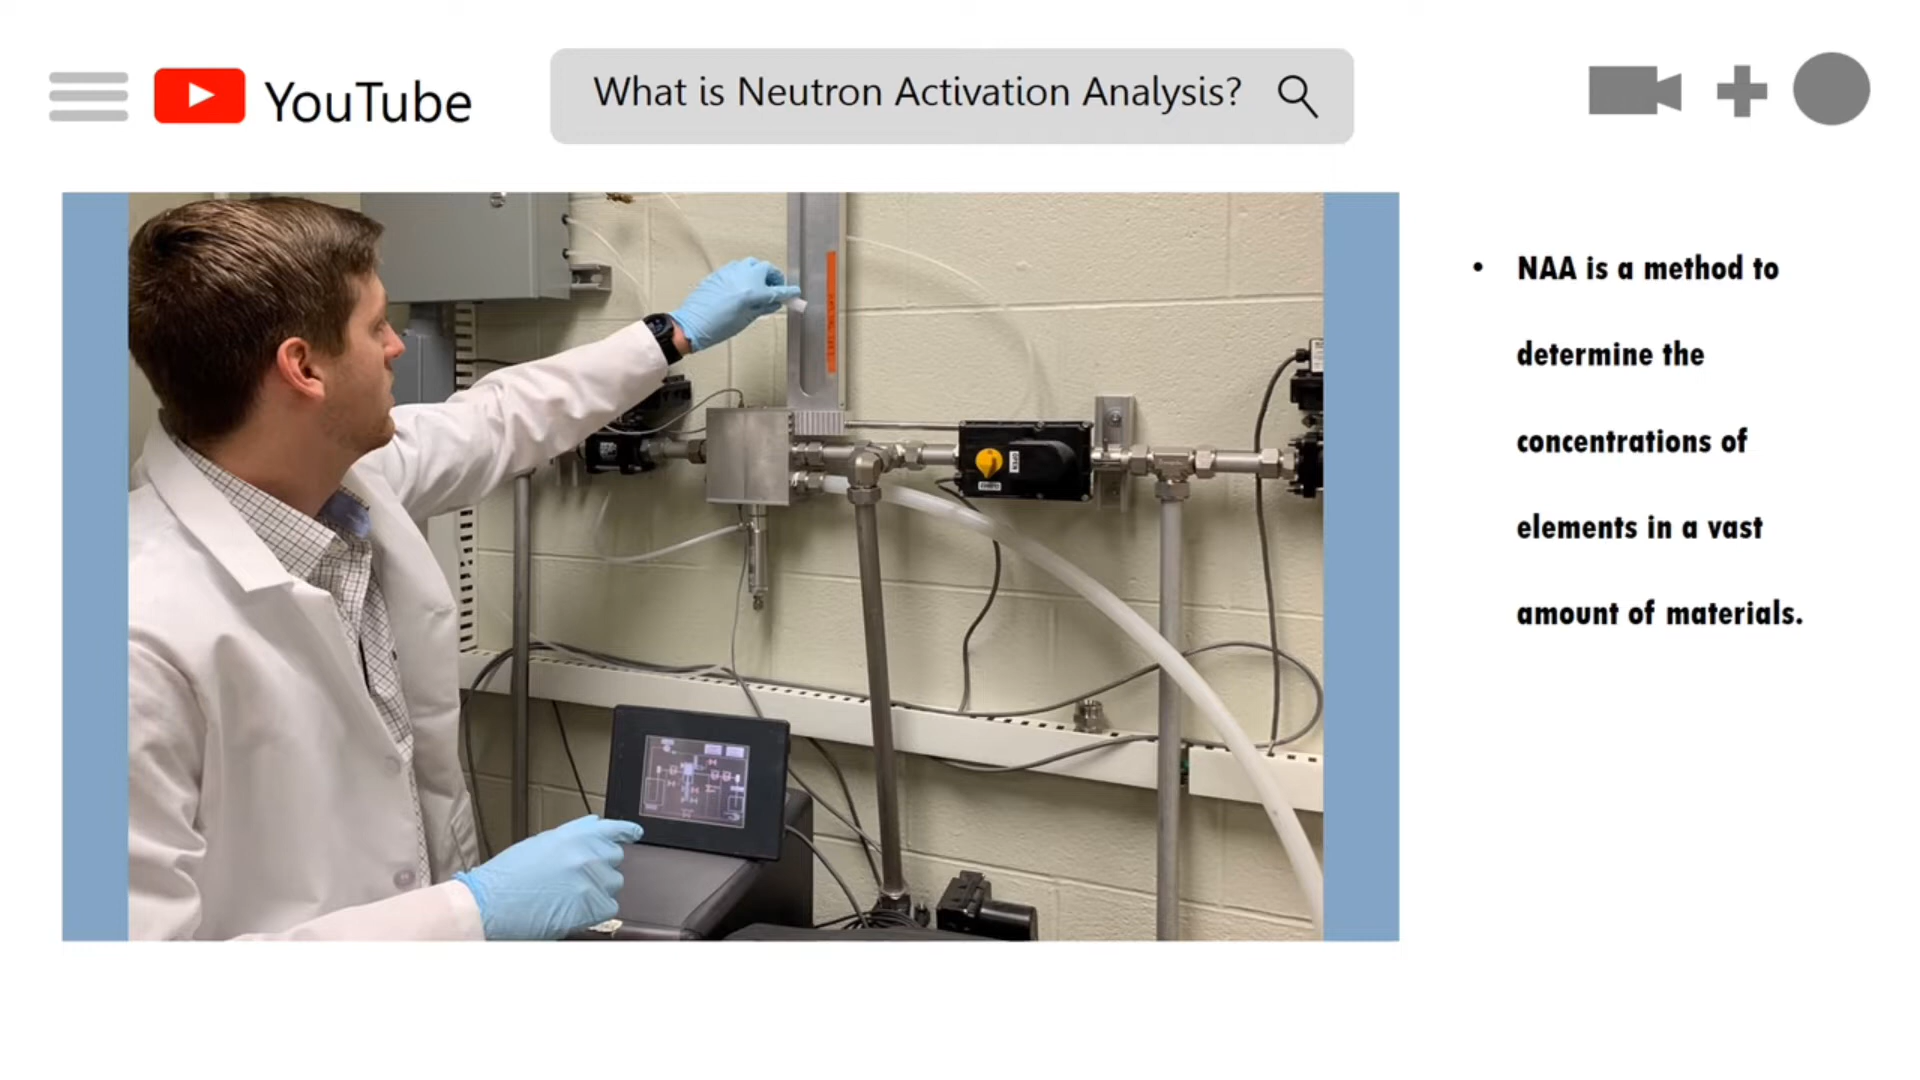 YouTube
What is Neutron Activation Analysis?
• NAA is a method to
determine the
concentrations of
elements in a vast
amount of materials.